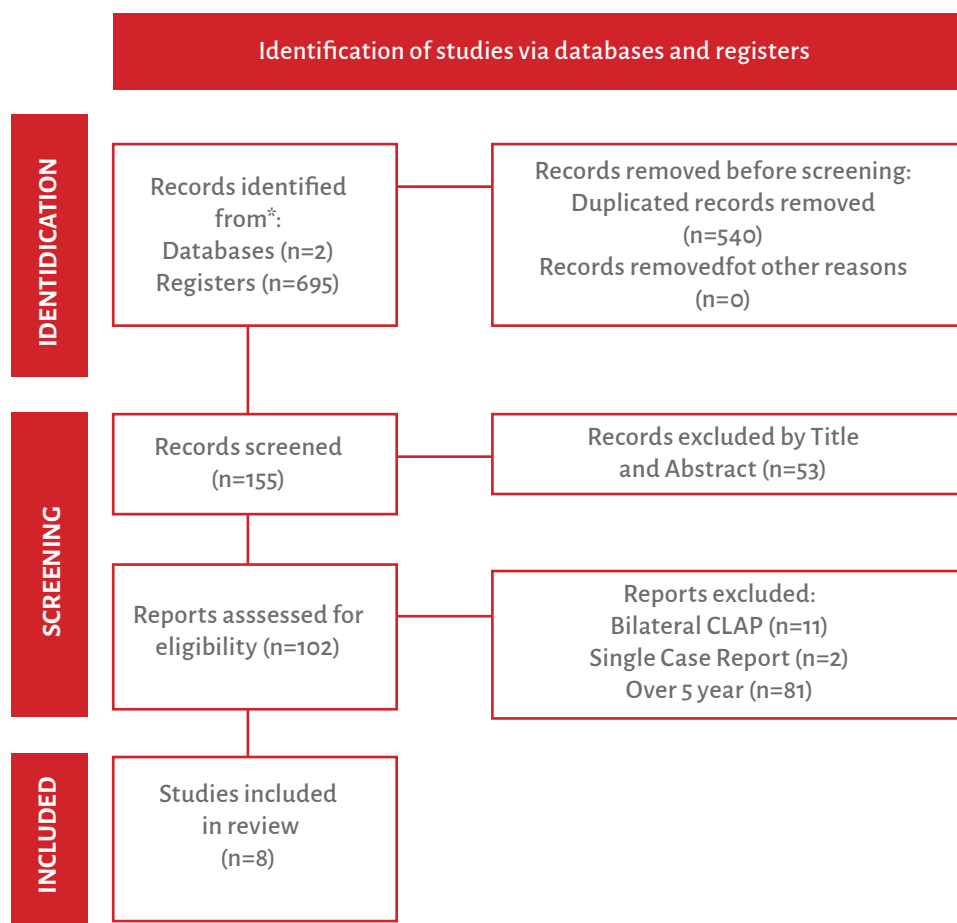 Identification of studies via databases and registers
IDENTIDICATION
Records identified
from*:
Databases (n=2)
Registers (n=695)
Records removed before screening:
Duplicated records removed
(n=540)
Records removedfot other reasons
(n=0)
SCREENING
Records screened
(n=155)
Records excluded by Title
and Abstract (n=53)
Reports asssessed for
eligibility (n=102)
Reports excluded:
Bilateral CLAP (n=11)
Single Case Report (n=2)
Over 5 year (n=81)
INCLUDED
Studies included
in review
(n=8)